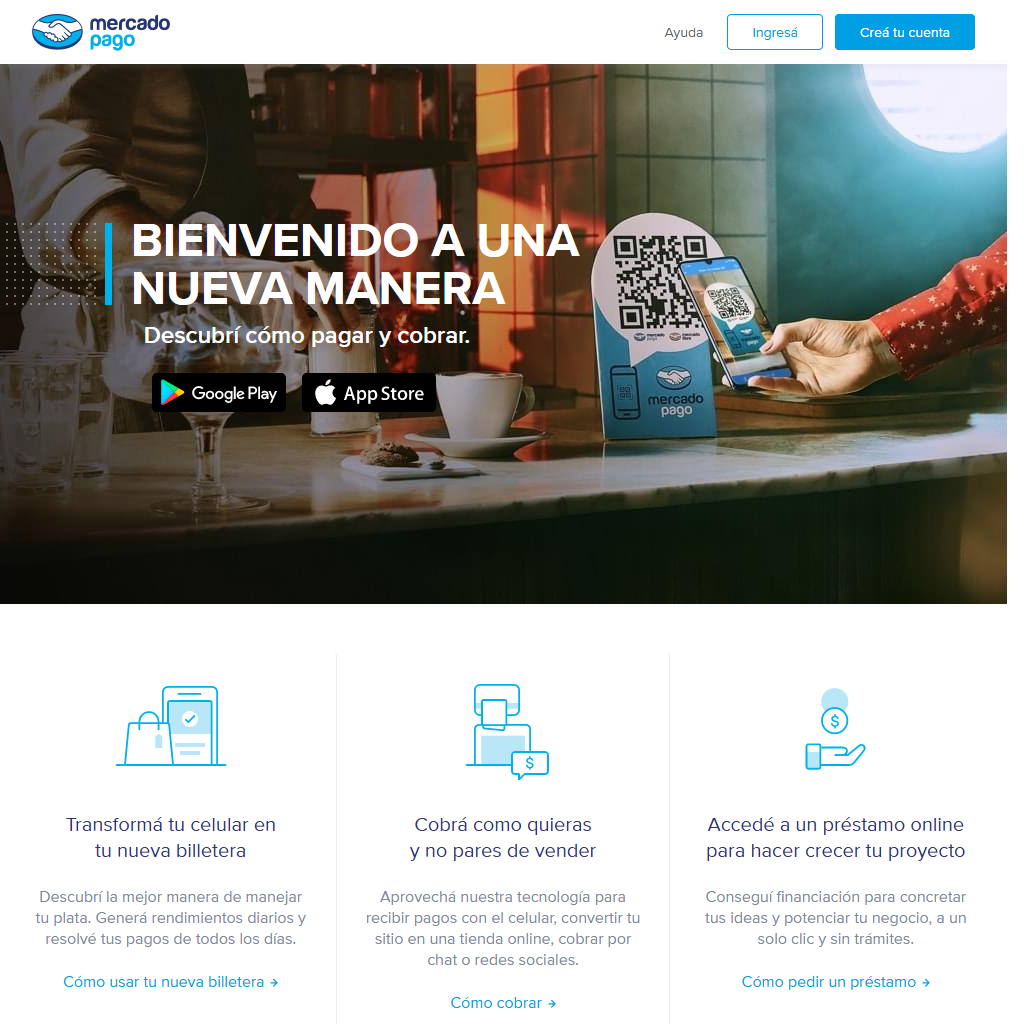 mercado
pago
Ayuda
Ingresá
Creá tu cuenta
BIENVENIDO A UNA
NUEVA MANERA
Descubrí cómo pagar y cobrar.
Google Play
App Store
mercado
pago
mercado
libre
mercado
pago
Transformá tu celular en
tu nueva billetera
Descubrí la mejor manera de manejar
tu plata. Generá rendimientos diarios y
resolvé tus pagos de todos los días.
Cómo usar tu nueva billetera →
Cobrá como quieras
y no pares de vender
Aprovechá nuestra tecnología para
recibir pagos con el celular, convertir tu
sitio en una tienda online, cobrar por
chat o redes sociales.
Cómo cobrar →
$
Accedé a un préstamo online
para hacer crecer tu proyecto
Conseguí financiación para concretar
tus ideas y potenciar tu negocio, a un
solo clic y sin trámites.
Cómo pedir un préstamo →
$